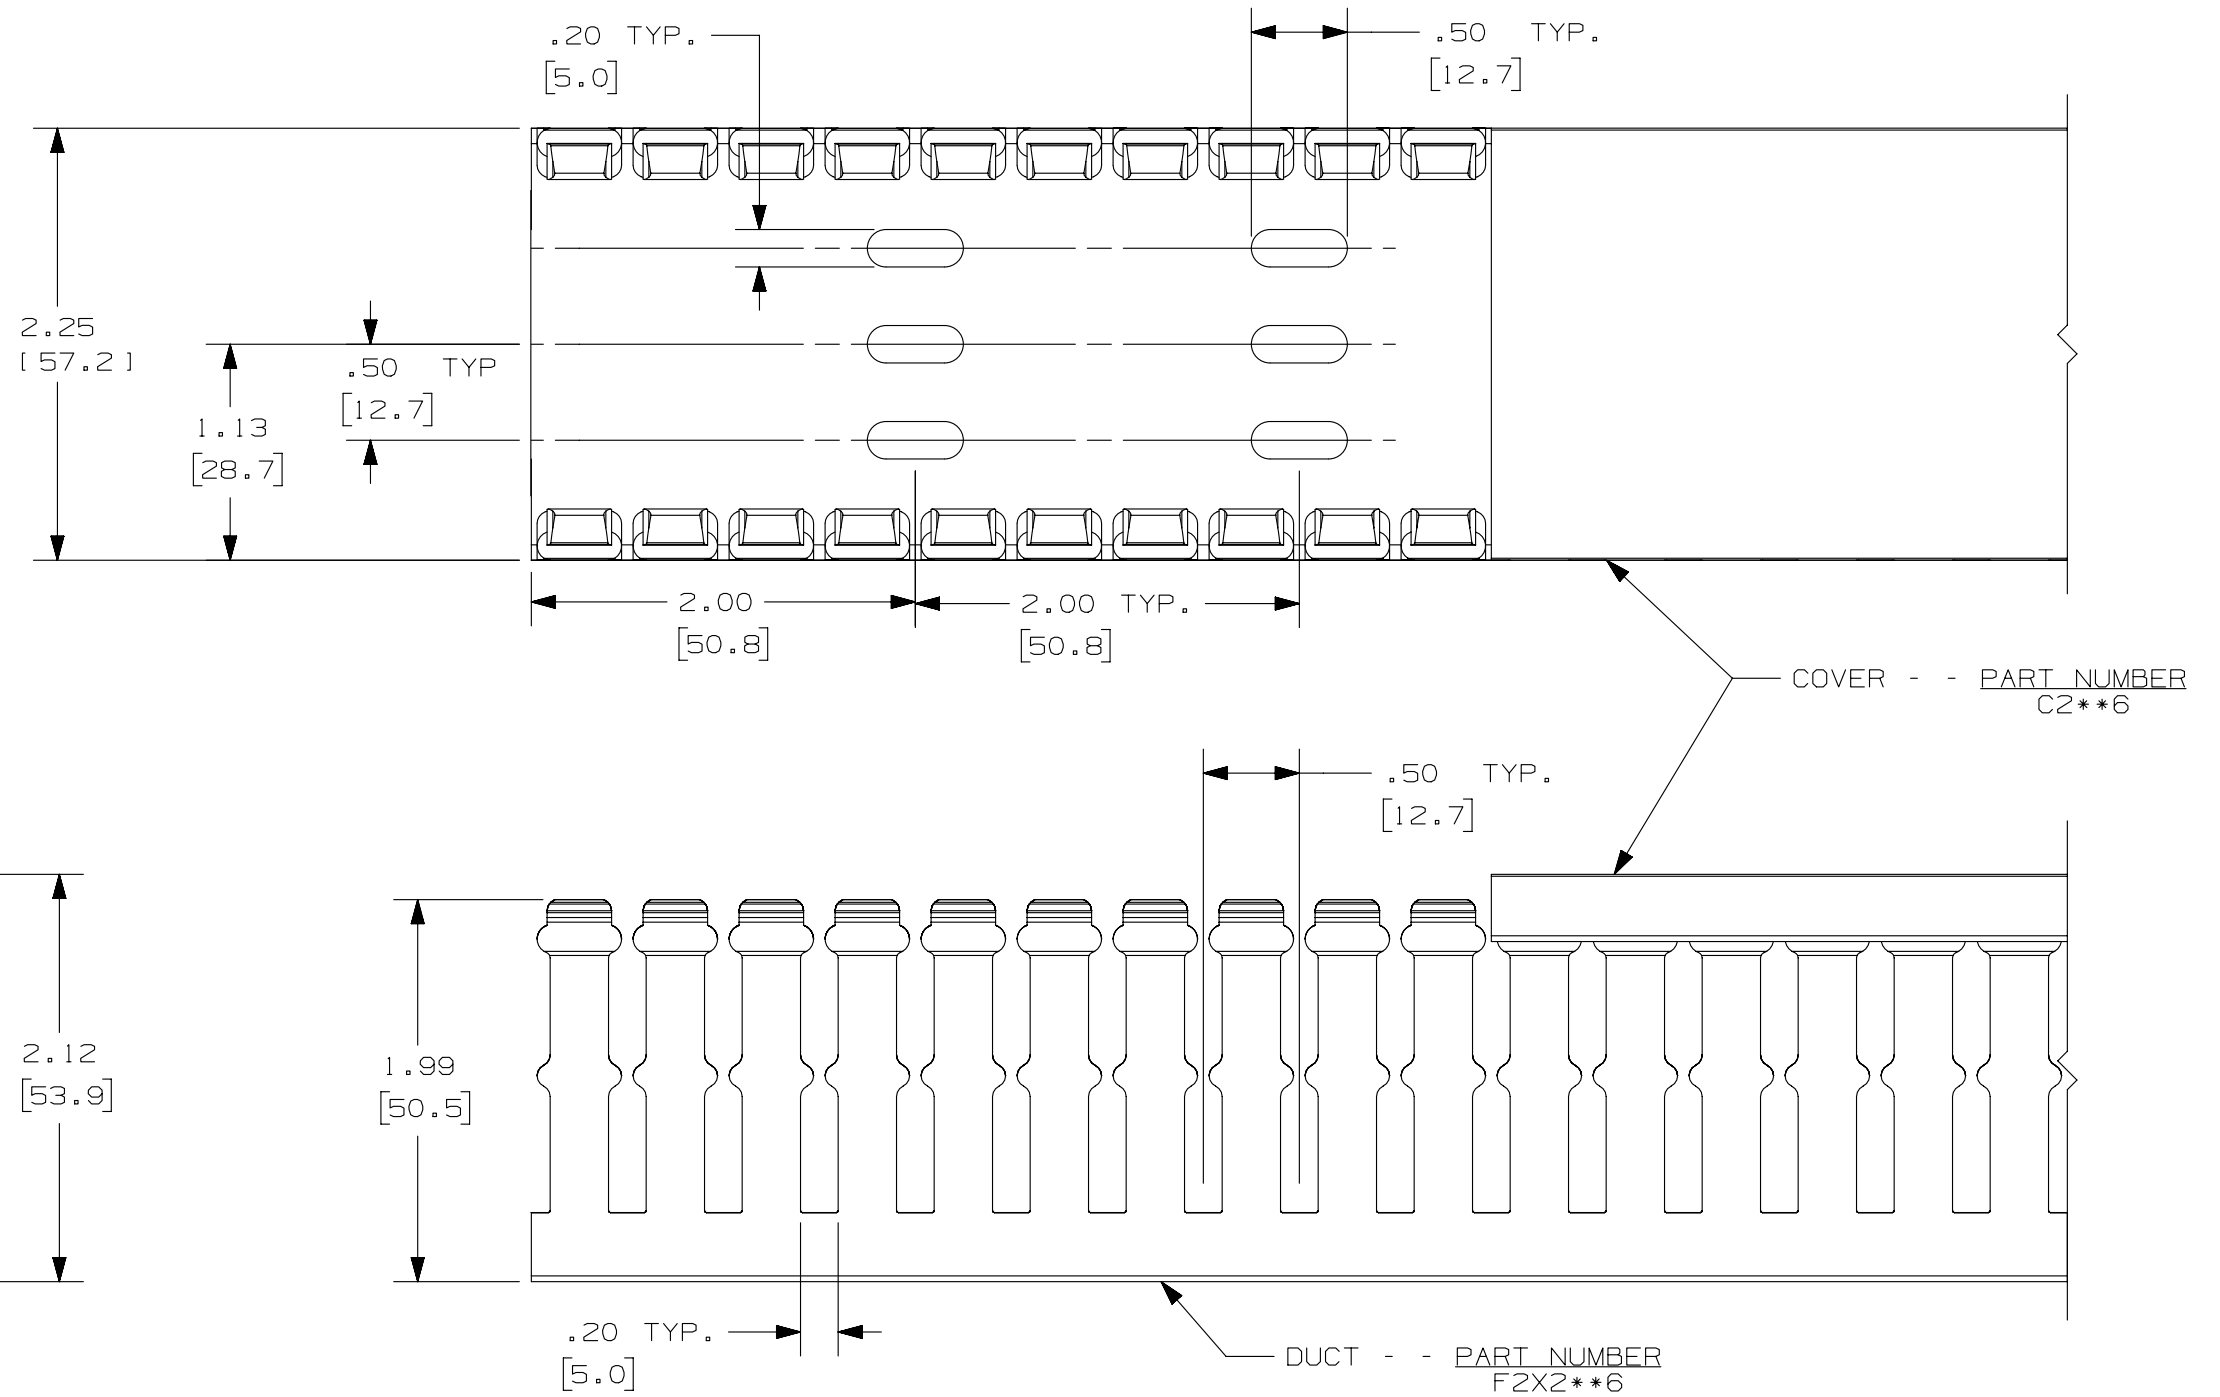 .20 TYP.
[5.0]
.50 TYP.
[12.7]
2.25
[57.2]
.50 TYP
[12.7]
1.13
[28.7]
2.00
[50.8]
2.00 TYP.
[50.8]
COVER - - PART NUMBER
C2**6
.50 TYP.
[12.7]
2.12
[53.9]
1.99
[50.5]
.20 TYP.
[5.0]
DUCT - - PART NUMBER
F2X2**6